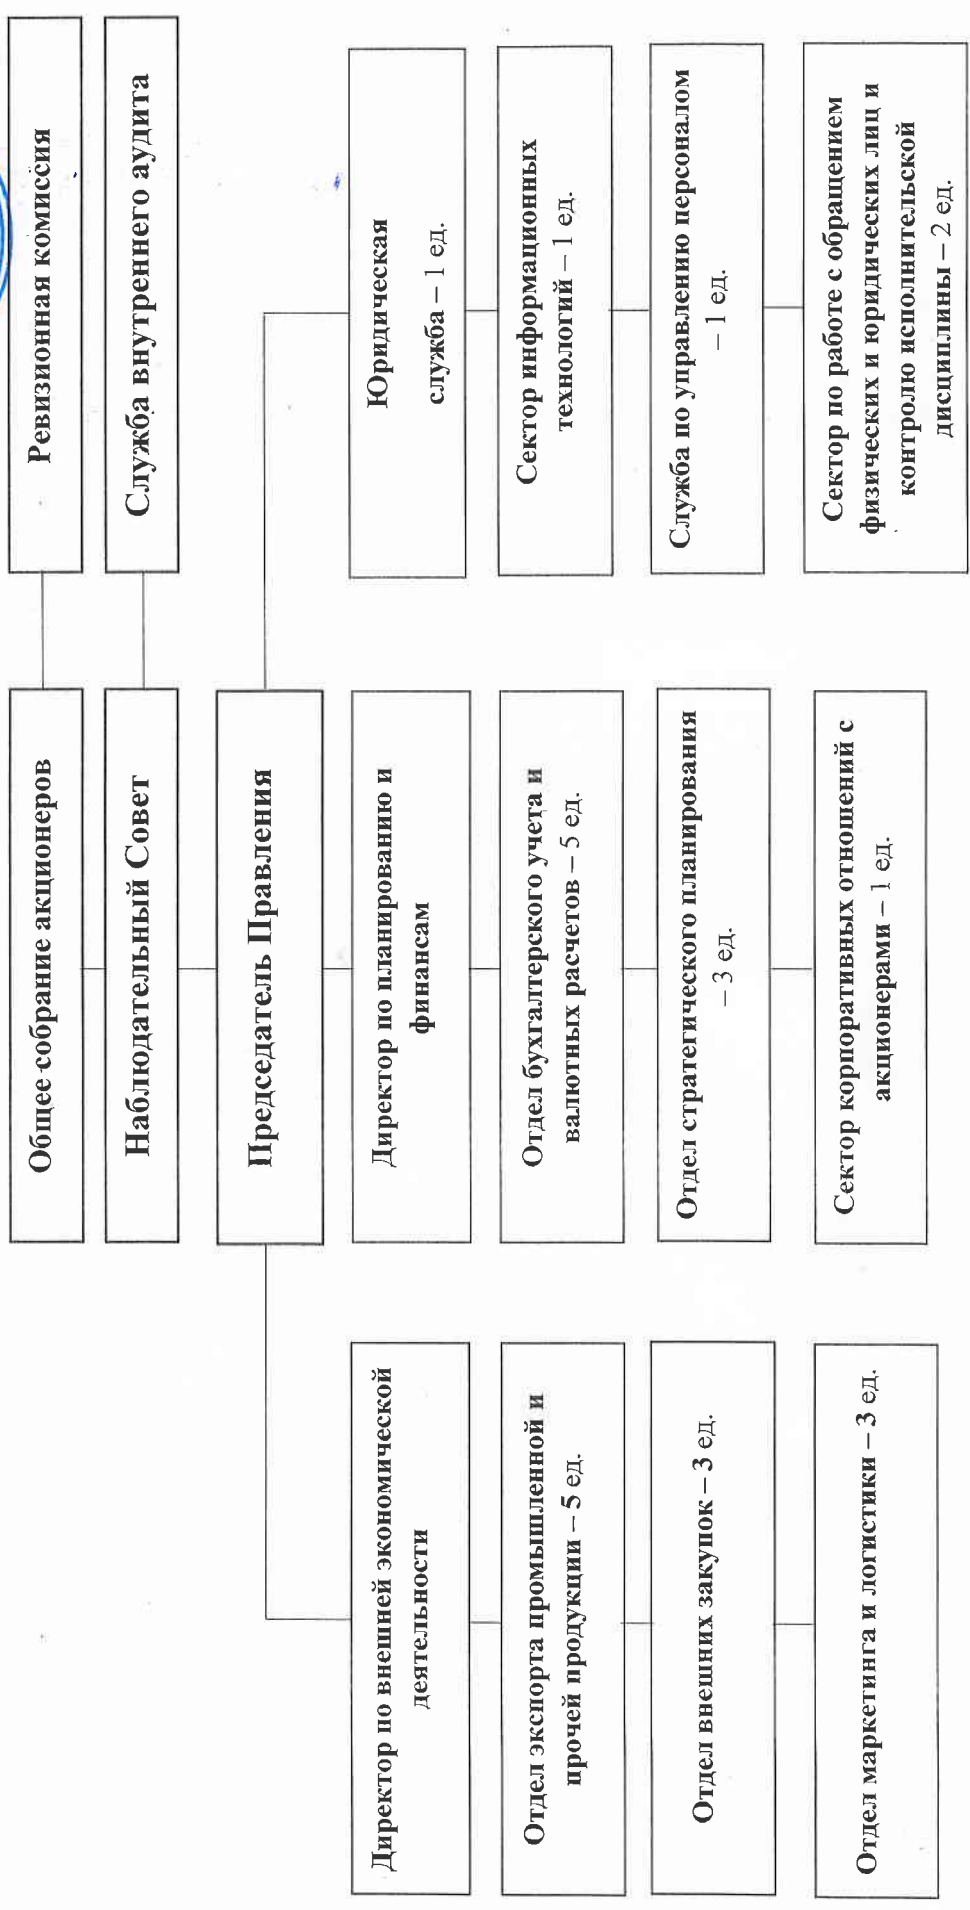 Общее собрание акционеров
Ревизионная комиссия
Наблюдательный Совет
Служба внутреннего аудита
Председатель Правления
Директор по внешней экономической
деятельности
Отдел экспорта промышленной и
прочей продукции – 5 ед.
Отдел внешних закупок – 3 ед.
Отдел маркетинга и логистики – 3 ед.
Директор по планированию и
финансам
Отдел бухгалтерского учета и
валютных расчетов – 5 ед.
Отдел стратегического планирования
– 3 ед.
Сектор корпоративных отношений с
акционерами – 1 ед.
Юридическая
служба – 1 ед.
Сектор информационных
технологий – 1 ед.
Служба по управлению персоналом
– 1 ед.
Сектор по работе с обращением
физических и юридических лиц и
контролю исполнительской
дисциплины – 2 ед.